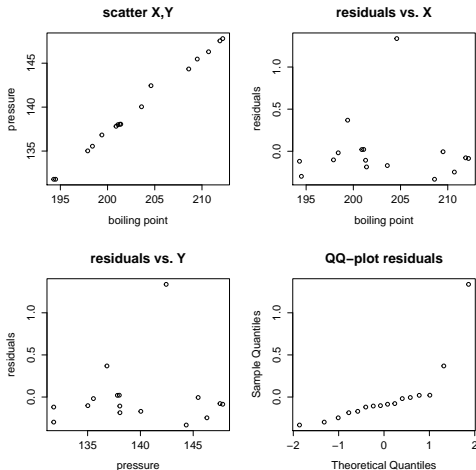 scatter X,Y
pressure
135 140 145
195 200 205 210
boiling point
residuals vs. X
residuals
0.0 0.5 1.0
195 200 205 210
boiling point
residuals vs. Y
residuals
0.0 0.5 1.0
135 140 145
pressure
QQ−plot residuals
Sample Quantiles
0.0 0.5 1.0
−2 −1 0 1 2
Theoretical Quantiles